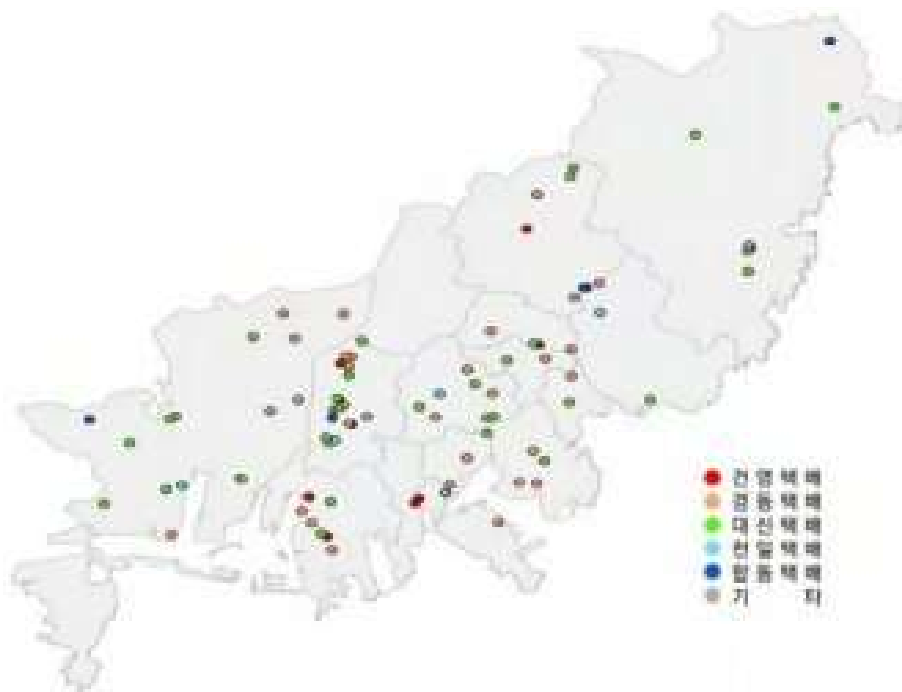 건 영 택 배
경 동 택 배
대 신 택 배
천 일 택 배
합 동 택 배
기 타